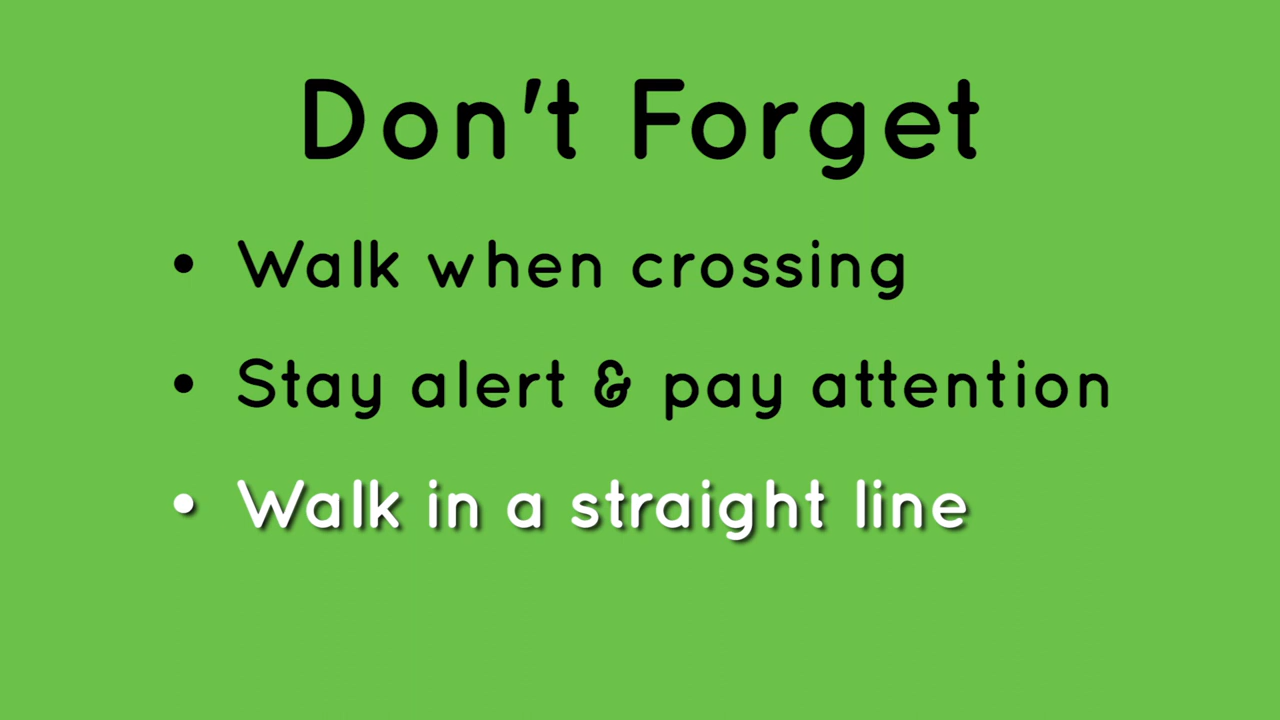 Don't Forget
• Walk when crossing
• Stay alert & pay attention
• Walk in a straight line